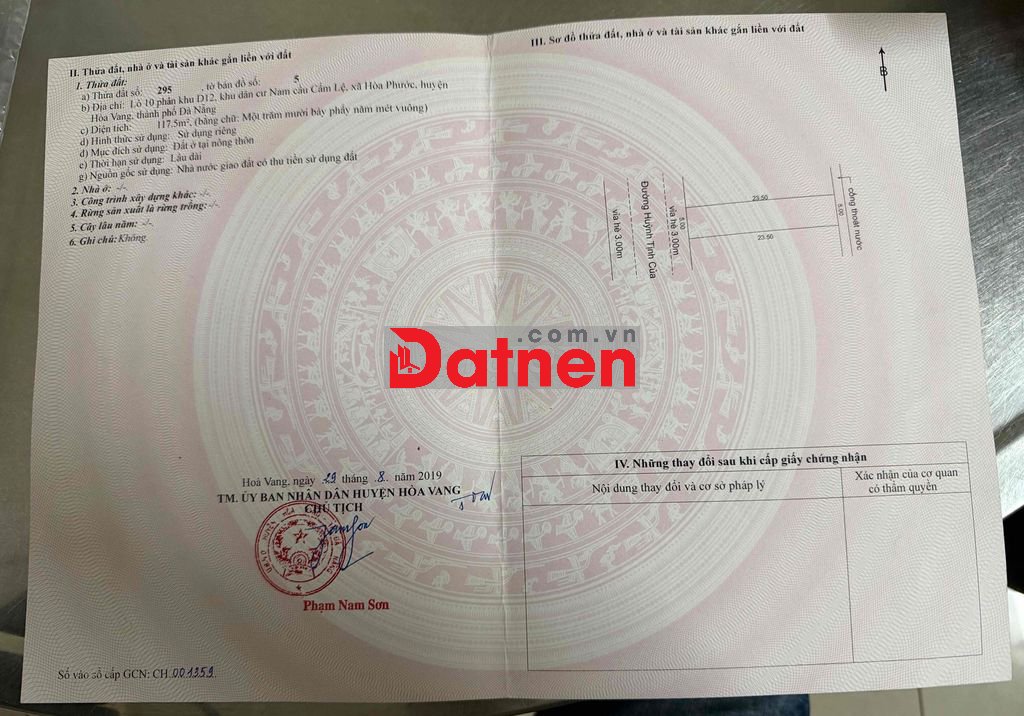 II. Thửa đất, nhà ở và tài sản khác gắn liền với đất
1. Thửa đất:
a) Thửa đất số: 295 , tờ bản đồ số: 5
b) Địa chỉ: Lô 10 phân khu D12, khu dân cư Nam cầu Cẩm Lệ, xã Hòa Phước, huyện
Hòa Vang, thành phố Đà Nẵng
c) Diện tích: 117.5m², (bằng chữ: Một trăm mười bảy phẩy năm mét vuông)
d) Hình thức sử dụng: Sử dụng riêng
đ) Mục đích sử dụng: Đất ở tại nông thôn
e) Thời hạn sử dụng: Lâu dài
g) Nguồn gốc sử dụng: Nhà nước giao đất có thu tiền sử dụng đất
2. Nhà ở: -/-.
3. Công trình xây dựng khác: -/-.
4. Rừng sản xuất là rừng trồng: -/-.
5. Cây lâu năm: -/-.
6. Ghi chú: Không.
Hoà Vang, ngày 29 tháng 8 năm 2019
TM. ỦY BAN NHÂN DÂN HUYỆN HÒA VANG
CHỦ TỊCH
Phạm Nam Sơn
Số vào sổ cấp GCN: CH 001359
III. Sơ đồ thửa đất, nhà ở và tài sản khác gắn liền với đất
B
vỉa hè 3.00m
Đường Huỳnh Tịnh Của
vỉa hè 3.00m
5.00
23.50
23.50
5.00
cống thoát nước
.com.vn
Datnen
IV. Những thay đổi sau khi cấp giấy chứng nhận
Nội dung thay đổi và cơ sở pháp lý
Xác nhận của cơ quan
có thẩm quyền